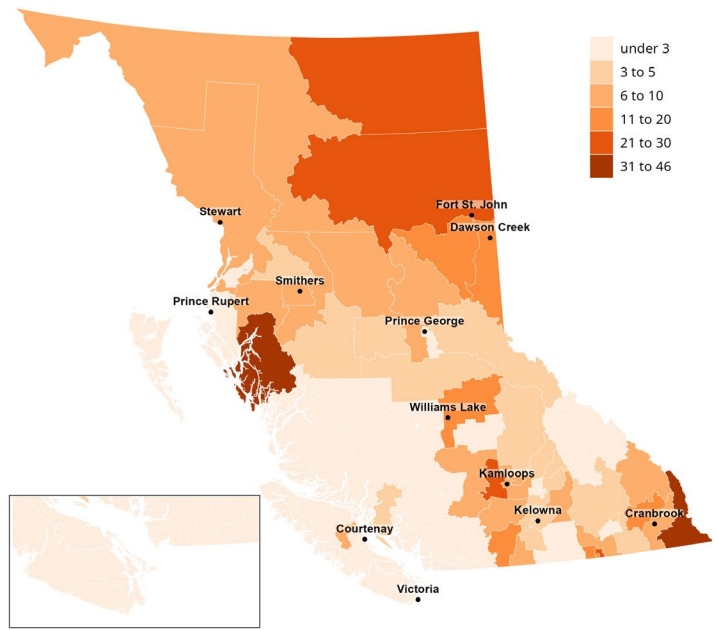 under 3
3 to 5
6 to 10
11 to 20
21 to 30
31 to 46
Fort St. John
Stewart
Dawson Creek
Smithers
Prince Rupert
Prince George
Williams Lake
Kamloops
Kelowna
Cranbrook
Courtenay
Victoria